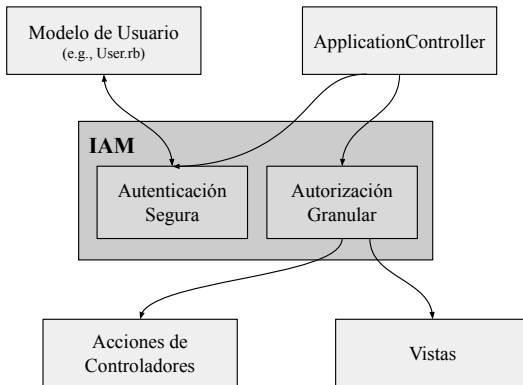 Modelo de Usuario
(e.g., User.rb)
ApplicationController
IAM
Autenticación
Segura
Autorización
Granular
Acciones de
Controladores
Vistas